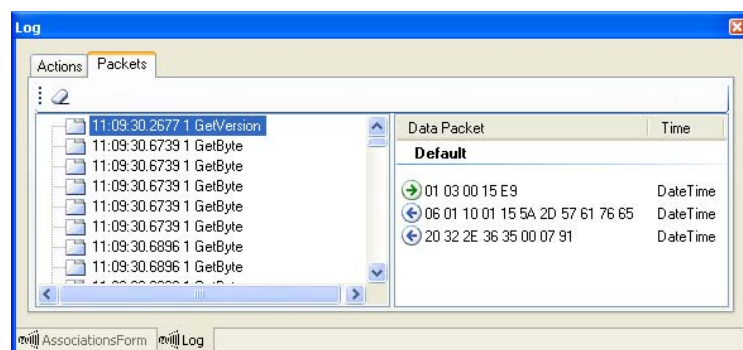 Log
Actions Packets
11:09:30.2677 1 GetVersion
11:09:30.6739 1 GetByte
11:09:30.6739 1 GetByte
11:09:30.6739 1 GetByte
11:09:30.6739 1 GetByte
11:09:30.6739 1 GetByte
11:09:30.6896 1 GetByte
11:09:30.6896 1 GetByte
Data Packet Time
Default
01 03 00 15 E9 DateTime
06 01 10 01 15 5A 2D 57 61 76 65 DateTime
20 32 2E 36 35 00 07 91 DateTime
AssociationsForm Log